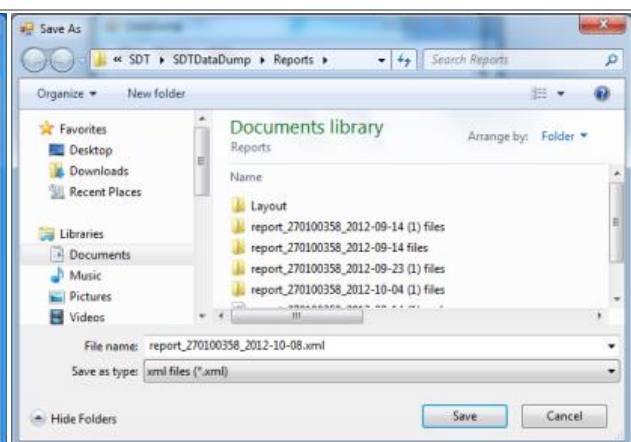 Save As
« SDT ▸ SDTDataDump ▸ Reports ▸
Search Reports
Organize
New folder
Favorites
Desktop
Downloads
Recent Places
Libraries
Documents
Music
Pictures
Videos
Documents library
Reports
Arrange by: Folder
Name
Layout
report_270100358_2012-09-14 (1) files
report_270100358_2012-09-14 files
report_270100358_2012-09-23 (1) files
report_270100358_2012-10-04 (1) files
File name: report_270100358_2012-10-08.xml
Save as type: xml files (*.xml)
Hide Folders
Save
Cancel